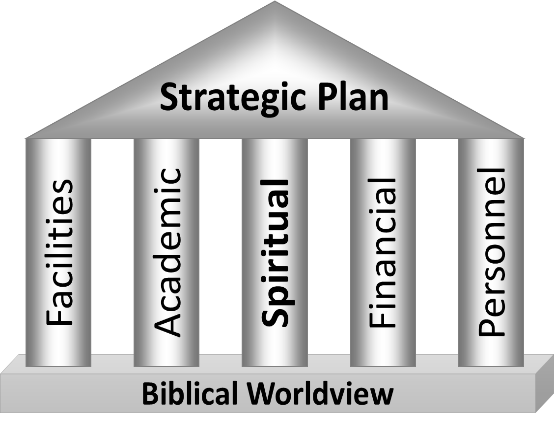 Strategic Plan
Facilities
Academic
Spiritual
Financial
Personnel
Biblical Worldview